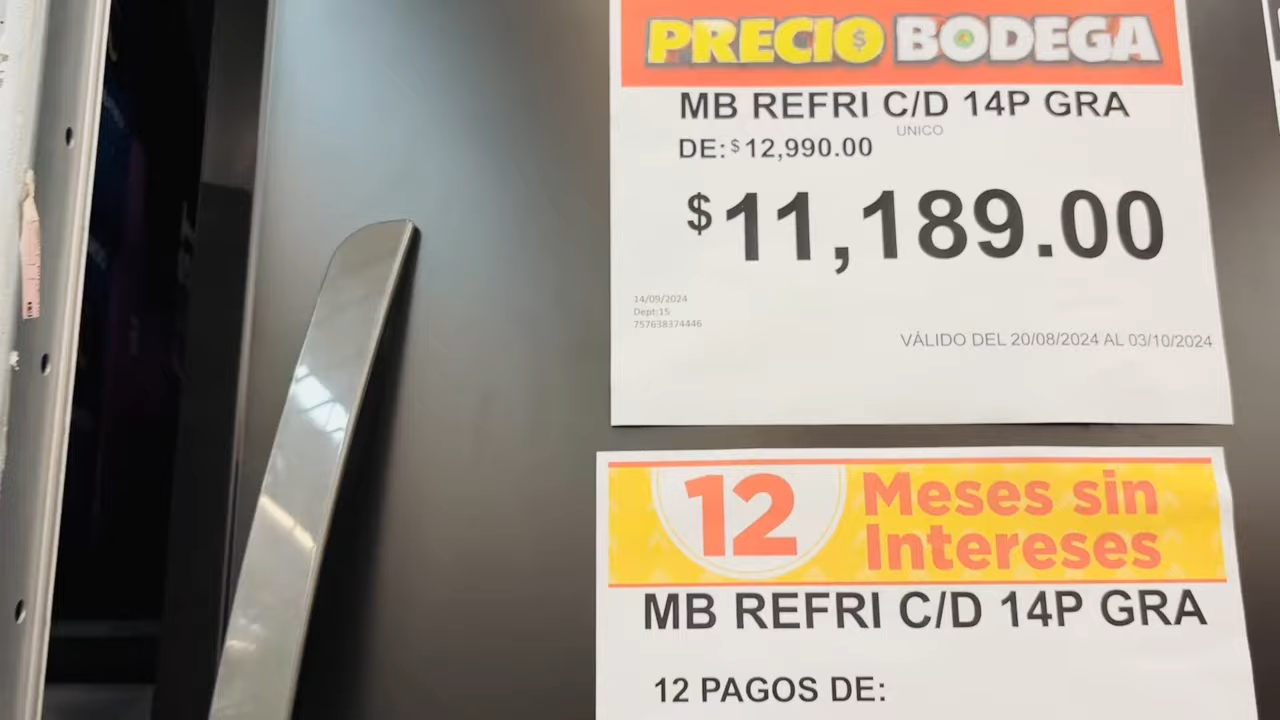 PRECIO BODEGA
MB REFRI C/D 14P GRA
UNICO
DE: $12,990.00
$11,189.00
14/09/2024
Dept:15
757638374446
VÁLIDO DEL 20/08/2024 AL 03/10/2024
12 Meses sin
Intereses
MB REFRI C/D 14P GRA
12 PAGOS DE: